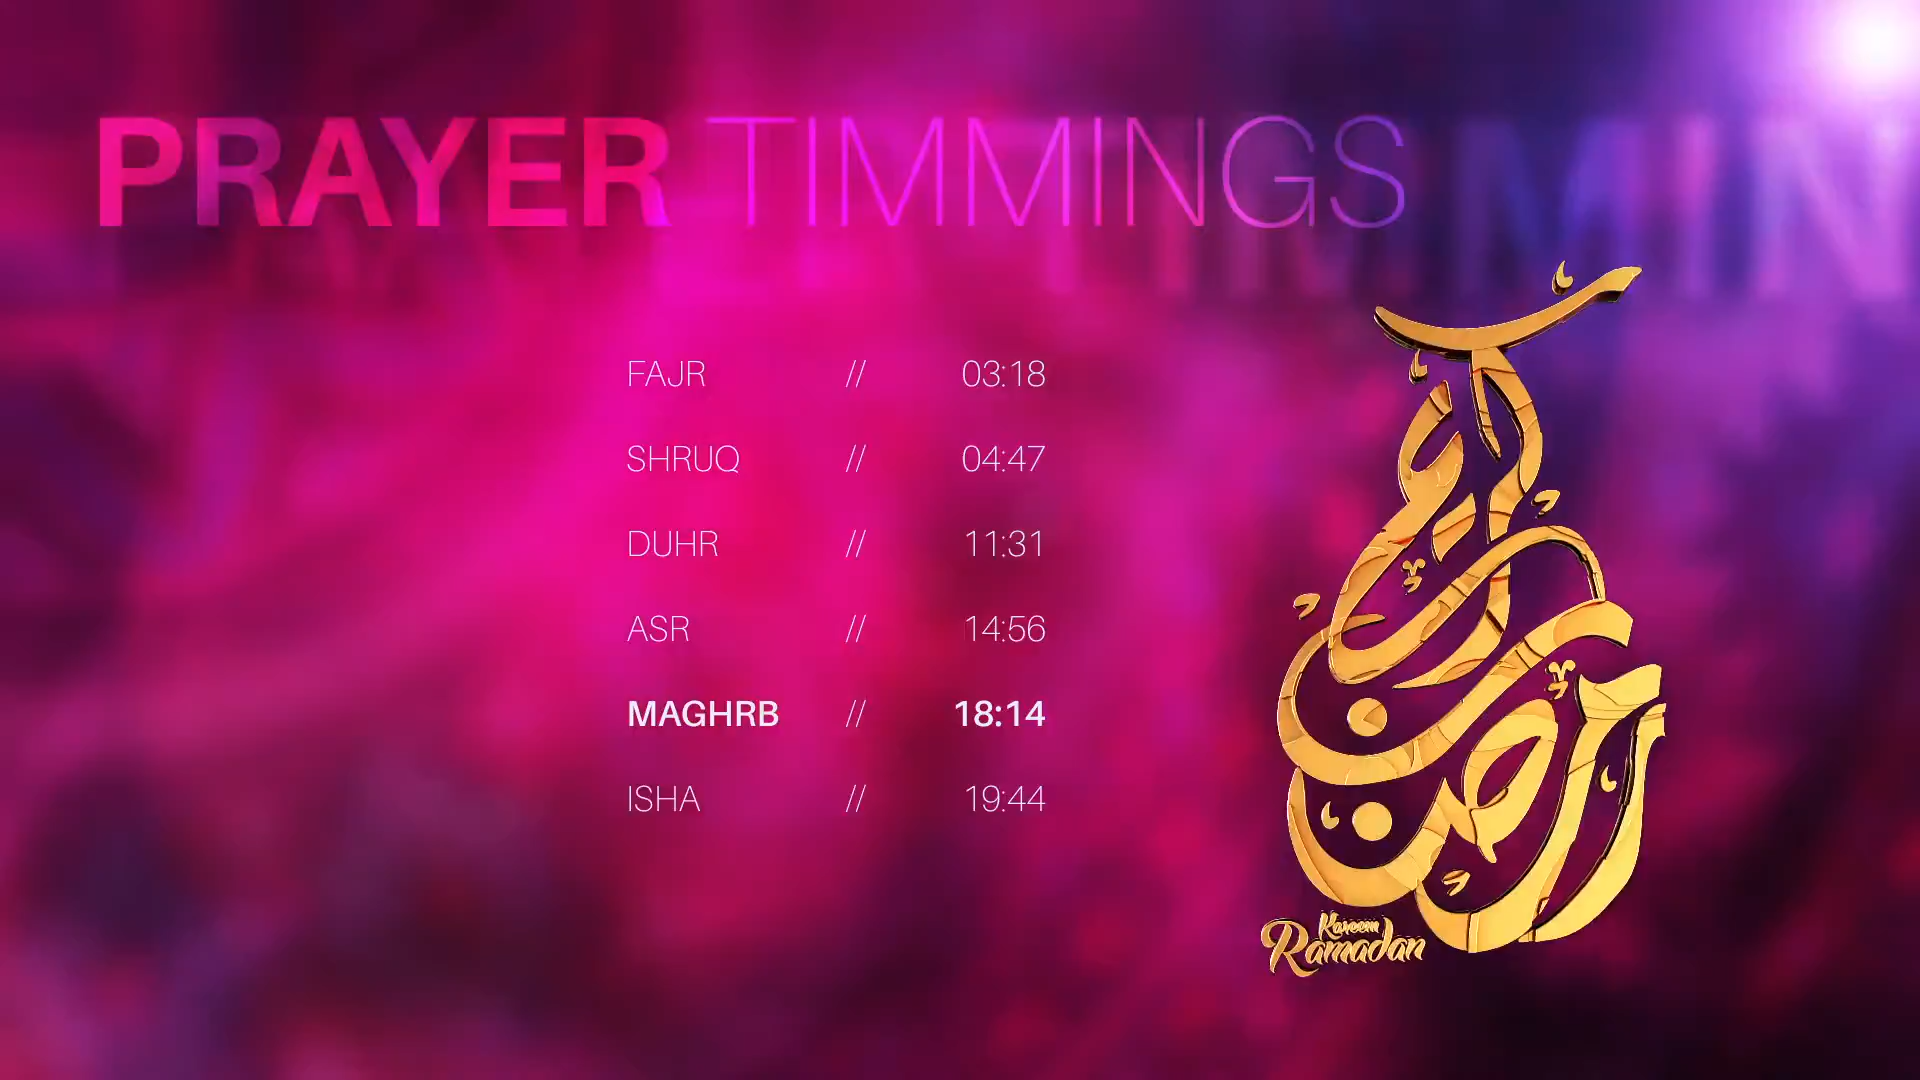 PRAYER TIMMINGS
FAJR // 03:18
SHRUQ // 04:47
DUHR // 11:31
ASR // 14:56
MAGHRB // 18:14
ISHA // 19:44
رمضان كريم
Kareem
Ramadan